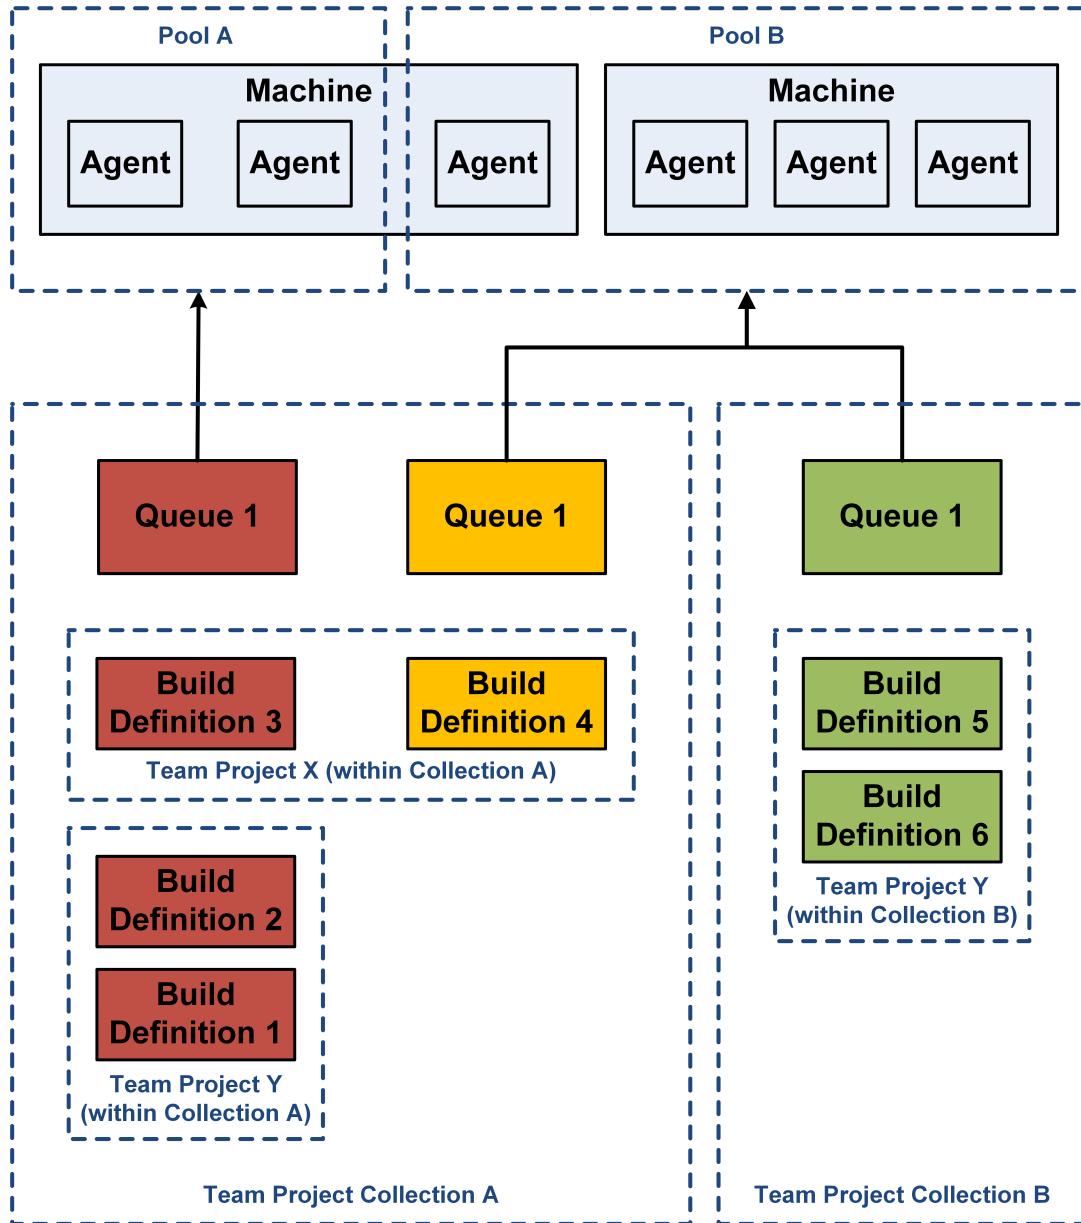 Pool A
Pool B
Machine
Machine
Agent
Agent
Agent
Agent
Agent
Agent
Queue 1
Queue 1
Queue 1
Build
Definition 3
Build
Definition 4
Team Project X (within Collection A)
Build
Definition 5
Build
Definition 6
Team Project Y
(within Collection B)
Build
Definition 2
Build
Definition 1
Team Project Y
(within Collection A)
Team Project Collection A
Team Project Collection B